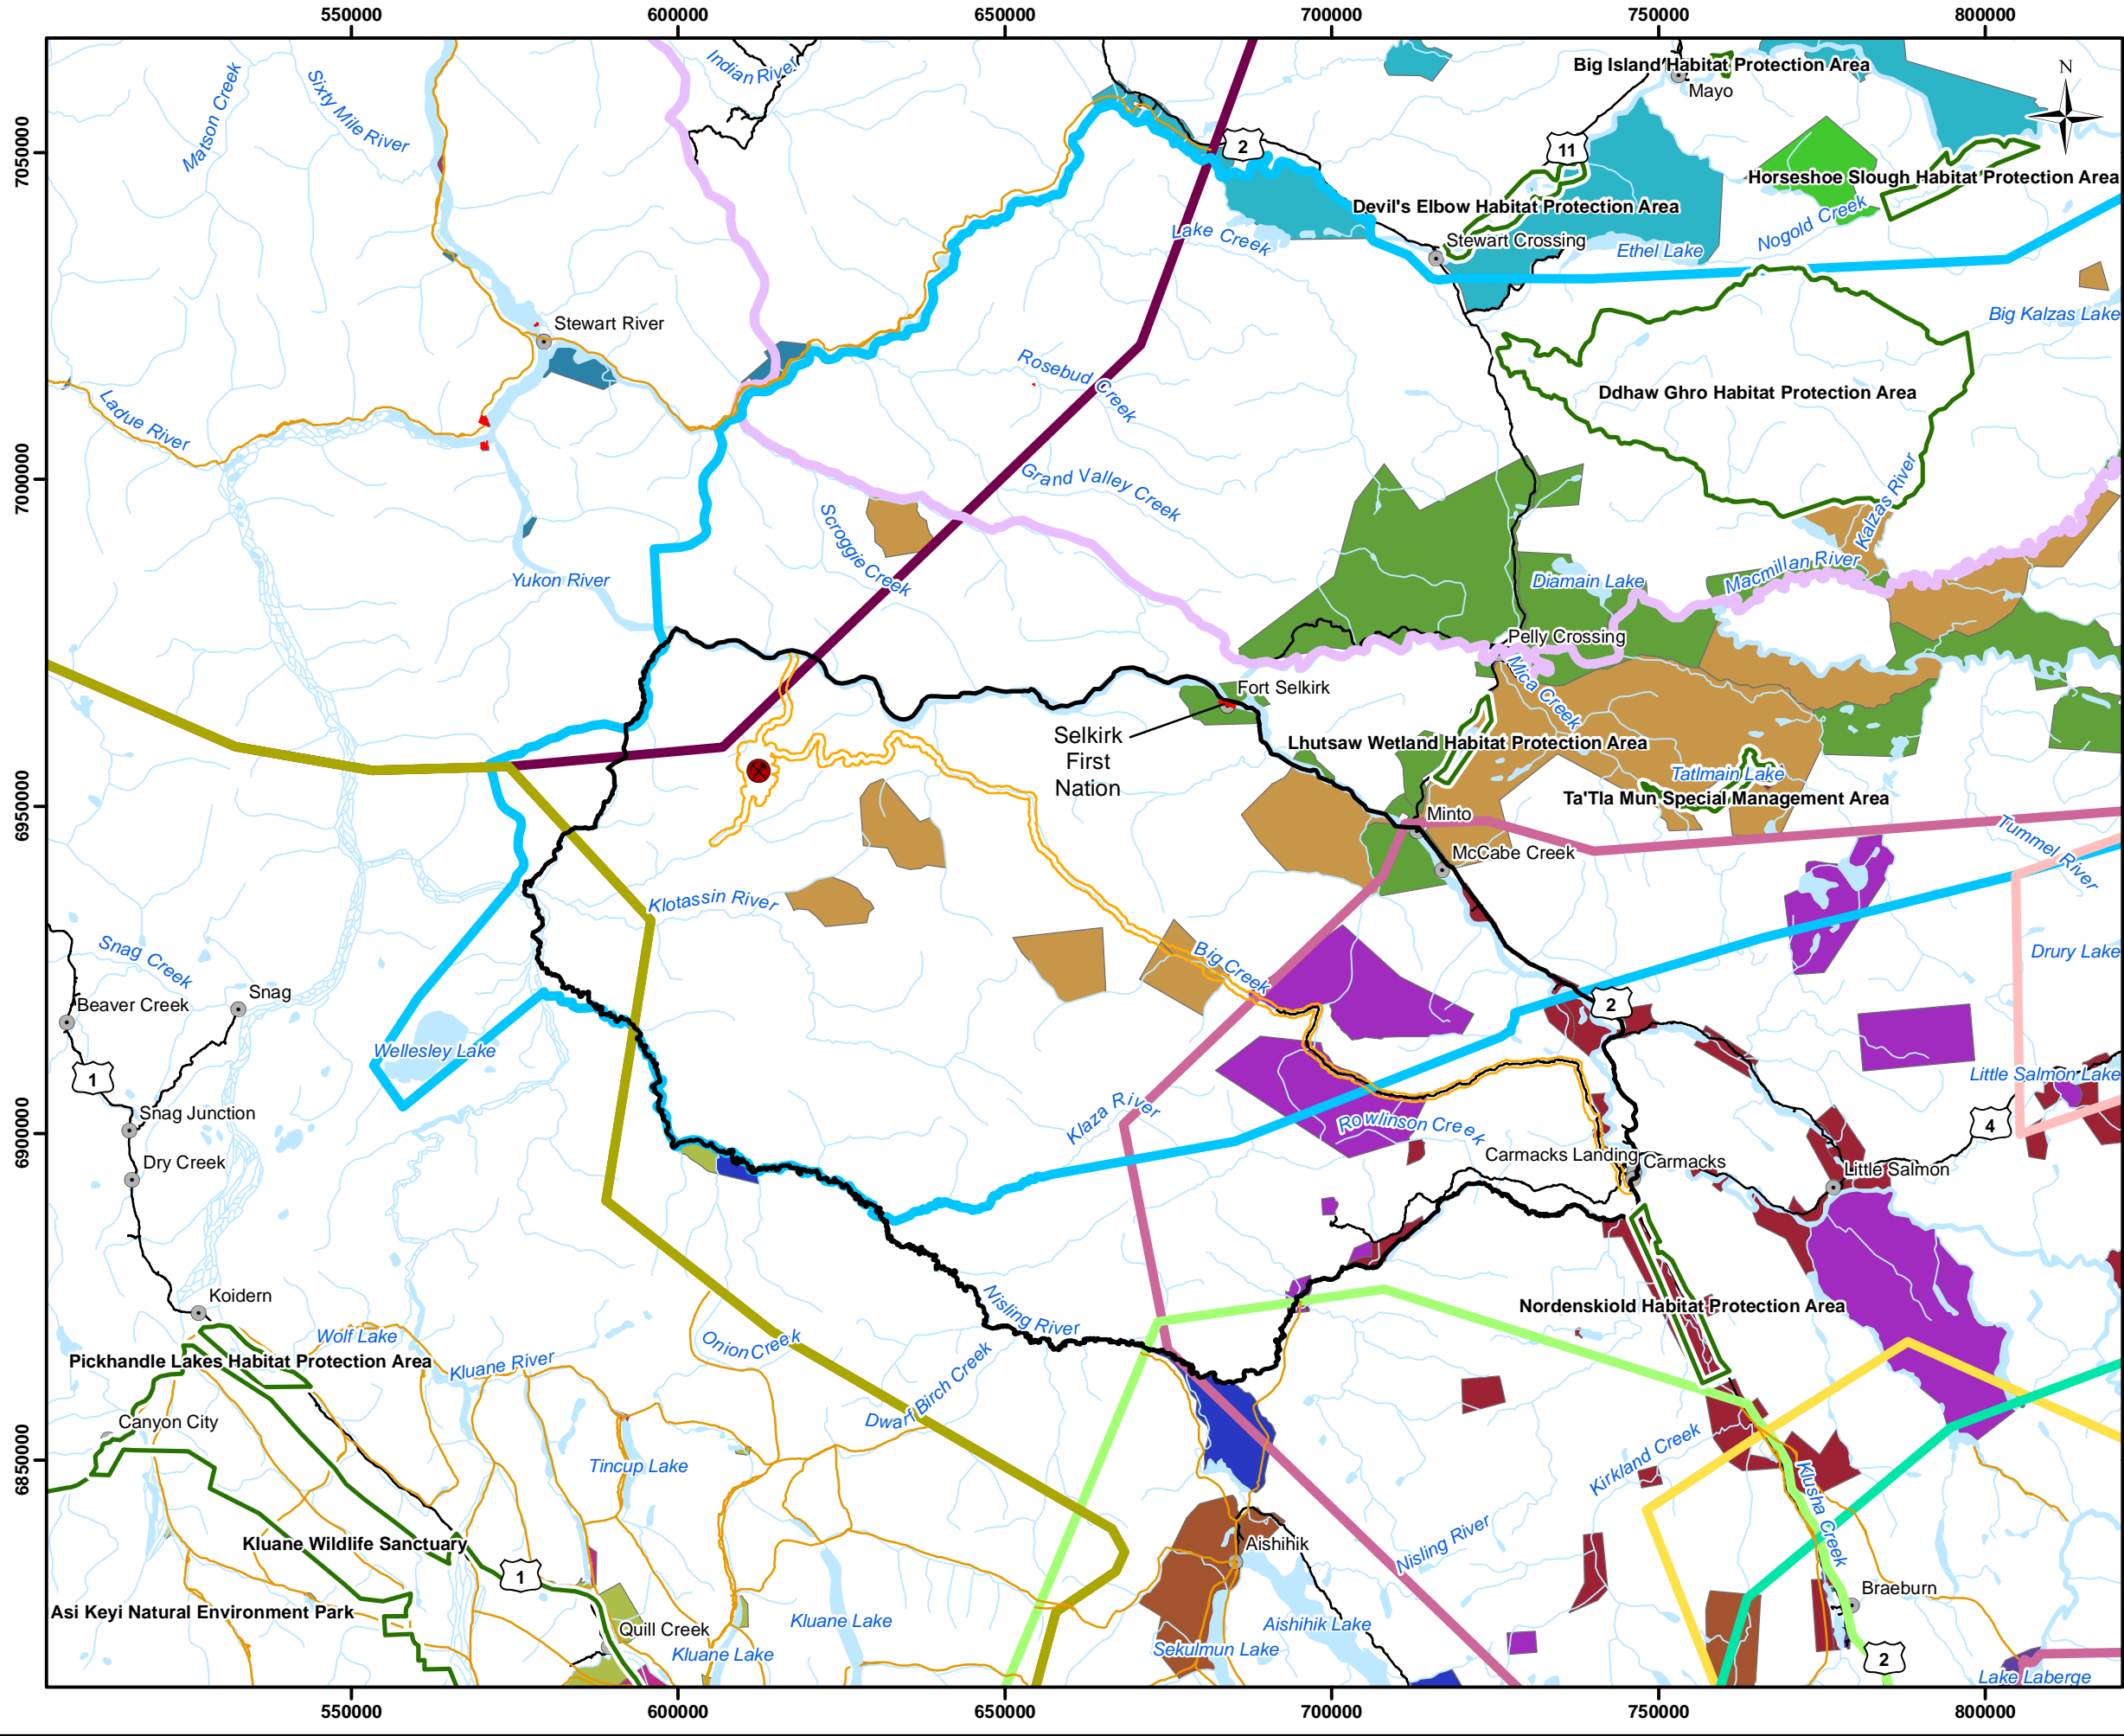 550000 600000 650000 700000 750000 800000
N
Indian River
Matson Creek
Sixty Mile River
Big Island Habitat Protection Area
Mayo
7050000
2
11
Horseshoe Slough Habitat Protection Area
Devil's Elbow Habitat Protection Area
Nogold Creek
Lake Creek
Stewart Crossing
Ethel Lake
Stewart River
Big Kalzas Lake
Rosebud Creek
Ddhaw Ghro Habitat Protection Area
Ladue River
7000000
Grand Valley Creek
Kalzas River
Scroggie Creek
Yukon River
Diamain Lake
Macmillan River
Pelly Crossing
Mica Creek
Fort Selkirk
Selkirk
First
Nation
Lhutsaw Wetland Habitat Protection Area
Tatlmain Lake
Ta'Tla Mun Special Management Area
6950000
Minto
Tummel River
McCabe Creek
Klotassin River
Snag Creek
Big Creek
Drury Lake
Snag
Beaver Creek
2
Wellesley Lake
1
Little Salmon Lake
Snag Junction
Klaza River
Rowlinson Creek
4
6900000
Dry Creek
Carmacks Landing
Carmacks
Little Salmon
Koidern
Nisling River
Nordenskiold Habitat Protection Area
Wolf Lake
Onion Creek
Pickhandle Lakes Habitat Protection Area
Kluane River
Dwarf Birch Creek
Canyon City
Kirkland Creek
6850000
Tincup Lake
Klusha Creek
Kluane Wildlife Sanctuary
Nisling River
Aishihik
1
Braeburn
Asi Keyi Natural Environment Park
Quill Creek
Kluane Lake
Aishihik Lake
Kluane Lake
Sekulmun Lake
2
Lake Laberge
550000 600000 650000 700000 750000 800000